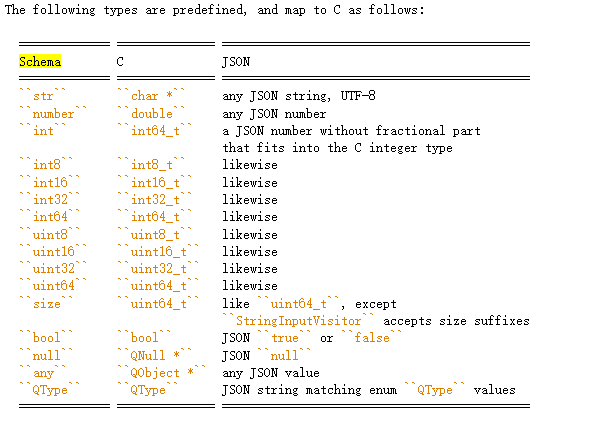 The following types are predefined, and map to C as follows:
============= ============== ============================================
Schema C JSON
============= ============== ============================================
``str`` ``char *`` any JSON string, UTF-8
``number`` ``double`` any JSON number
``int`` ``int64_t`` a JSON number without fractional part
that fits into the C integer type
``int8`` ``int8_t`` likewise
``int16`` ``int16_t`` likewise
``int32`` ``int32_t`` likewise
``int64`` ``int64_t`` likewise
``uint8`` ``uint8_t`` likewise
``uint16`` ``uint16_t`` likewise
``uint32`` ``uint32_t`` likewise
``uint64`` ``uint64_t`` likewise
``size`` ``uint64_t`` like ``uint64_t``, except
``StringInputVisitor`` accepts size suffixes
``bool`` ``bool`` JSON ``true`` or ``false``
``null`` ``QNull *`` JSON ``null``
``any`` ``QObject *`` any JSON value
``QType`` ``QType`` JSON string matching enum ``QType`` values
============= ============== ============================================